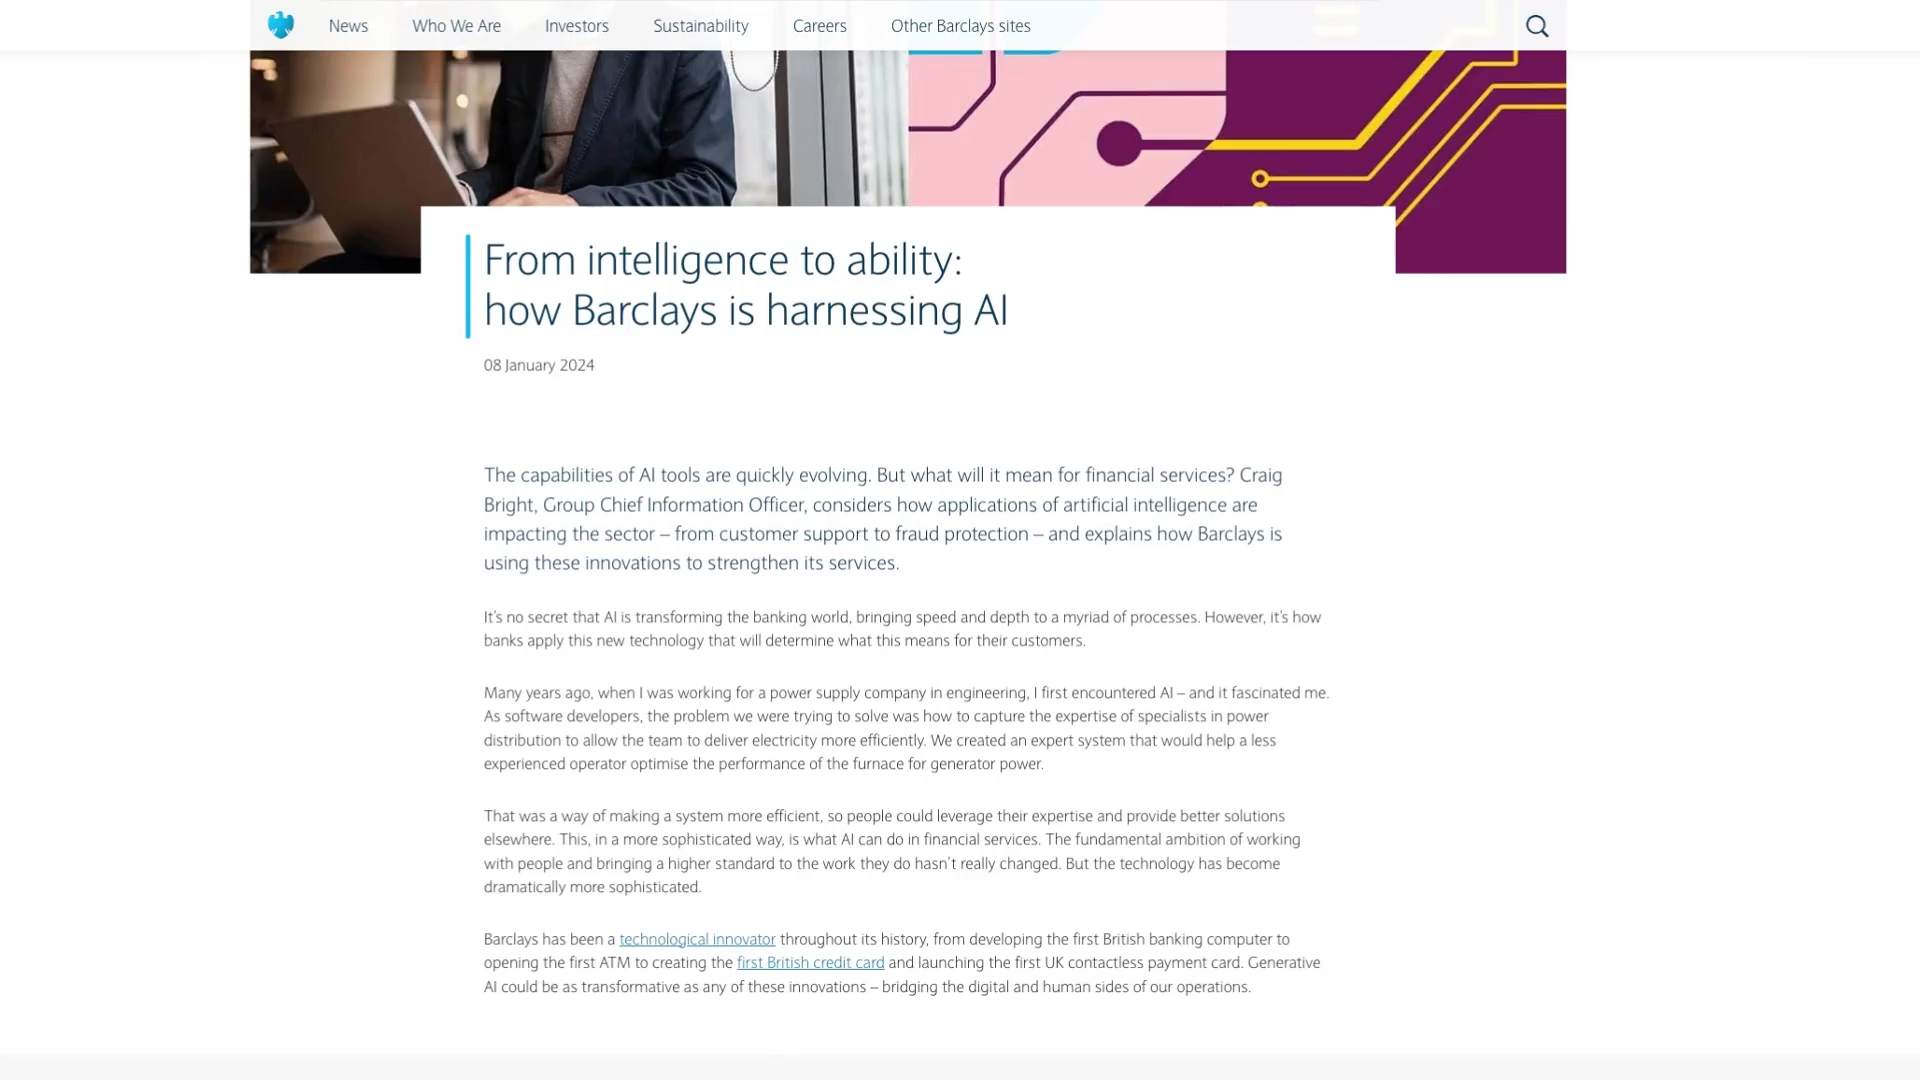 News
Who We Are
Investors
Sustainability
Careers
Other Barclays sites
From intelligence to ability:
how Barclays is harnessing AI
08 January 2024
The capabilities of AI tools are quickly evolving. But what will it mean for financial services? Craig
Bright, Group Chief Information Officer, considers how applications of artificial intelligence are
impacting the sector – from customer support to fraud protection – and explains how Barclays is
using these innovations to strengthen its services.
It's no secret that AI is transforming the banking world, bringing speed and depth to a myriad of processes. However, it's how
banks apply this new technology that will determine what this means for their customers.
Many years ago, when I was working for a power supply company in engineering, I first encountered AI – and it fascinated me.
As software developers, the problem we were trying to solve was how to capture the expertise of specialists in power
distribution to allow the team to deliver electricity more efficiently. We created an expert system that would help a less
experienced operator optimise the performance of the furnace for generator power.
That was a way of making a system more efficient, so people could leverage their expertise and provide better solutions
elsewhere. This, in a more sophisticated way, is what AI can do in financial services. The fundamental ambition of working
with people and bringing a higher standard to the work they do hasn't really changed. But the technology has become
dramatically more sophisticated.
Barclays has been a technological innovator throughout its history, from developing the first British banking computer to
opening the first ATM to creating the first British credit card and launching the first UK contactless payment card. Generative
AI could be as transformative as any of these innovations – bridging the digital and human sides of our operations.